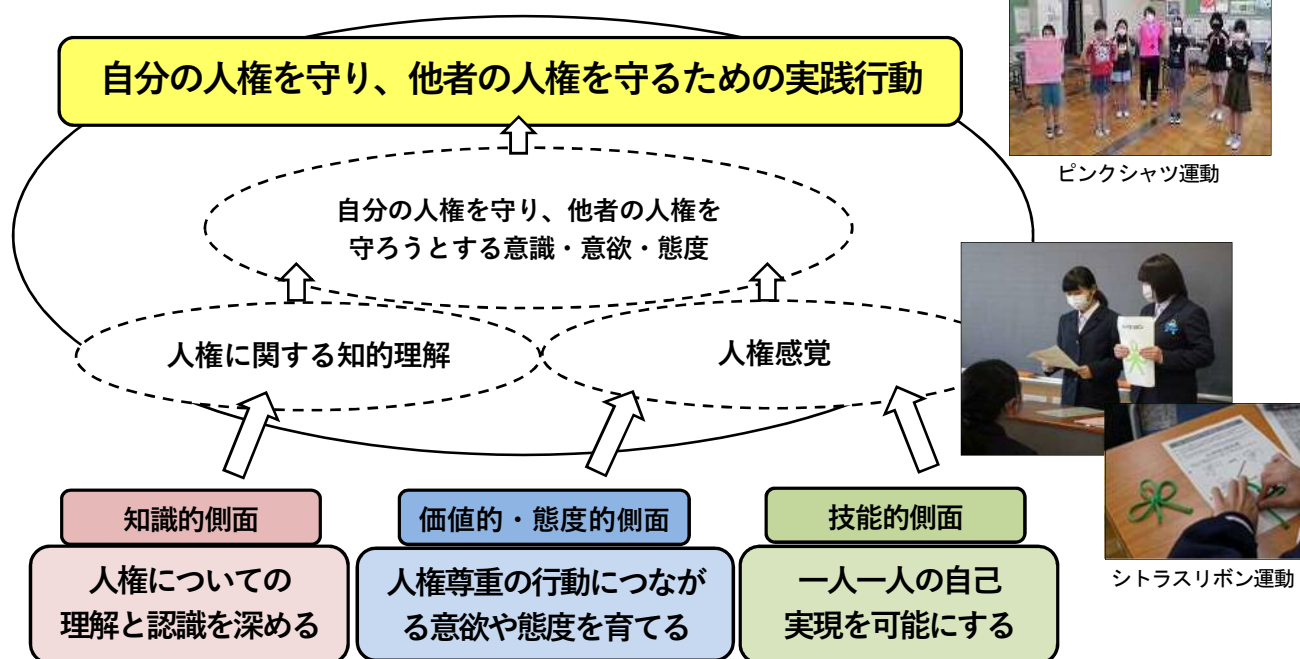 自分の人権を守り、他者の人権を守るための実践行動
ピンクシャツ運動
自分の人権を守り、他者の人権を
守ろうとする意識・意欲・態度
人権に関する知的理解
人権感覚
知識的側面
人権についての
理解と認識を深める
価値的・態度的側面
人権尊重の行動につなが
る意欲や態度を育てる
技能的側面
一人一人の自己
実現を可能にする
シトラスリボン運動